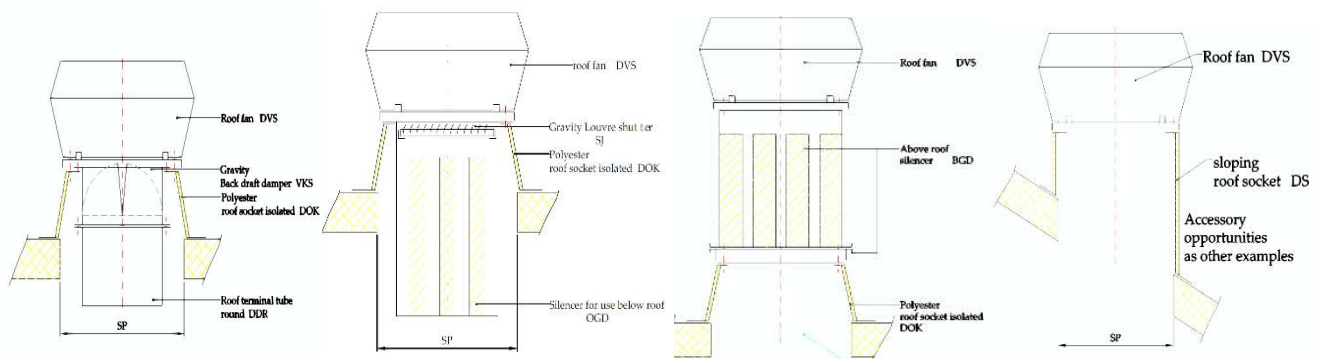 Roof fan DVS
Gravity
Back draft damper VKS
Polyester
roof socket isolated DOK
Roof terminal tube
round DDR
SP
roof fan DVS
Gravity Louvre shutter
SJ
Polyester
roof socket isolated DOK
Silencer for use below roof
OGD
SP
Roof fan DVS
Above roof
silencer BGD
Polyester
roof socket isolated
DOK
Roof fan DVS
sloping
roof socket DS
Accessory
opportunities
as other examples
SP